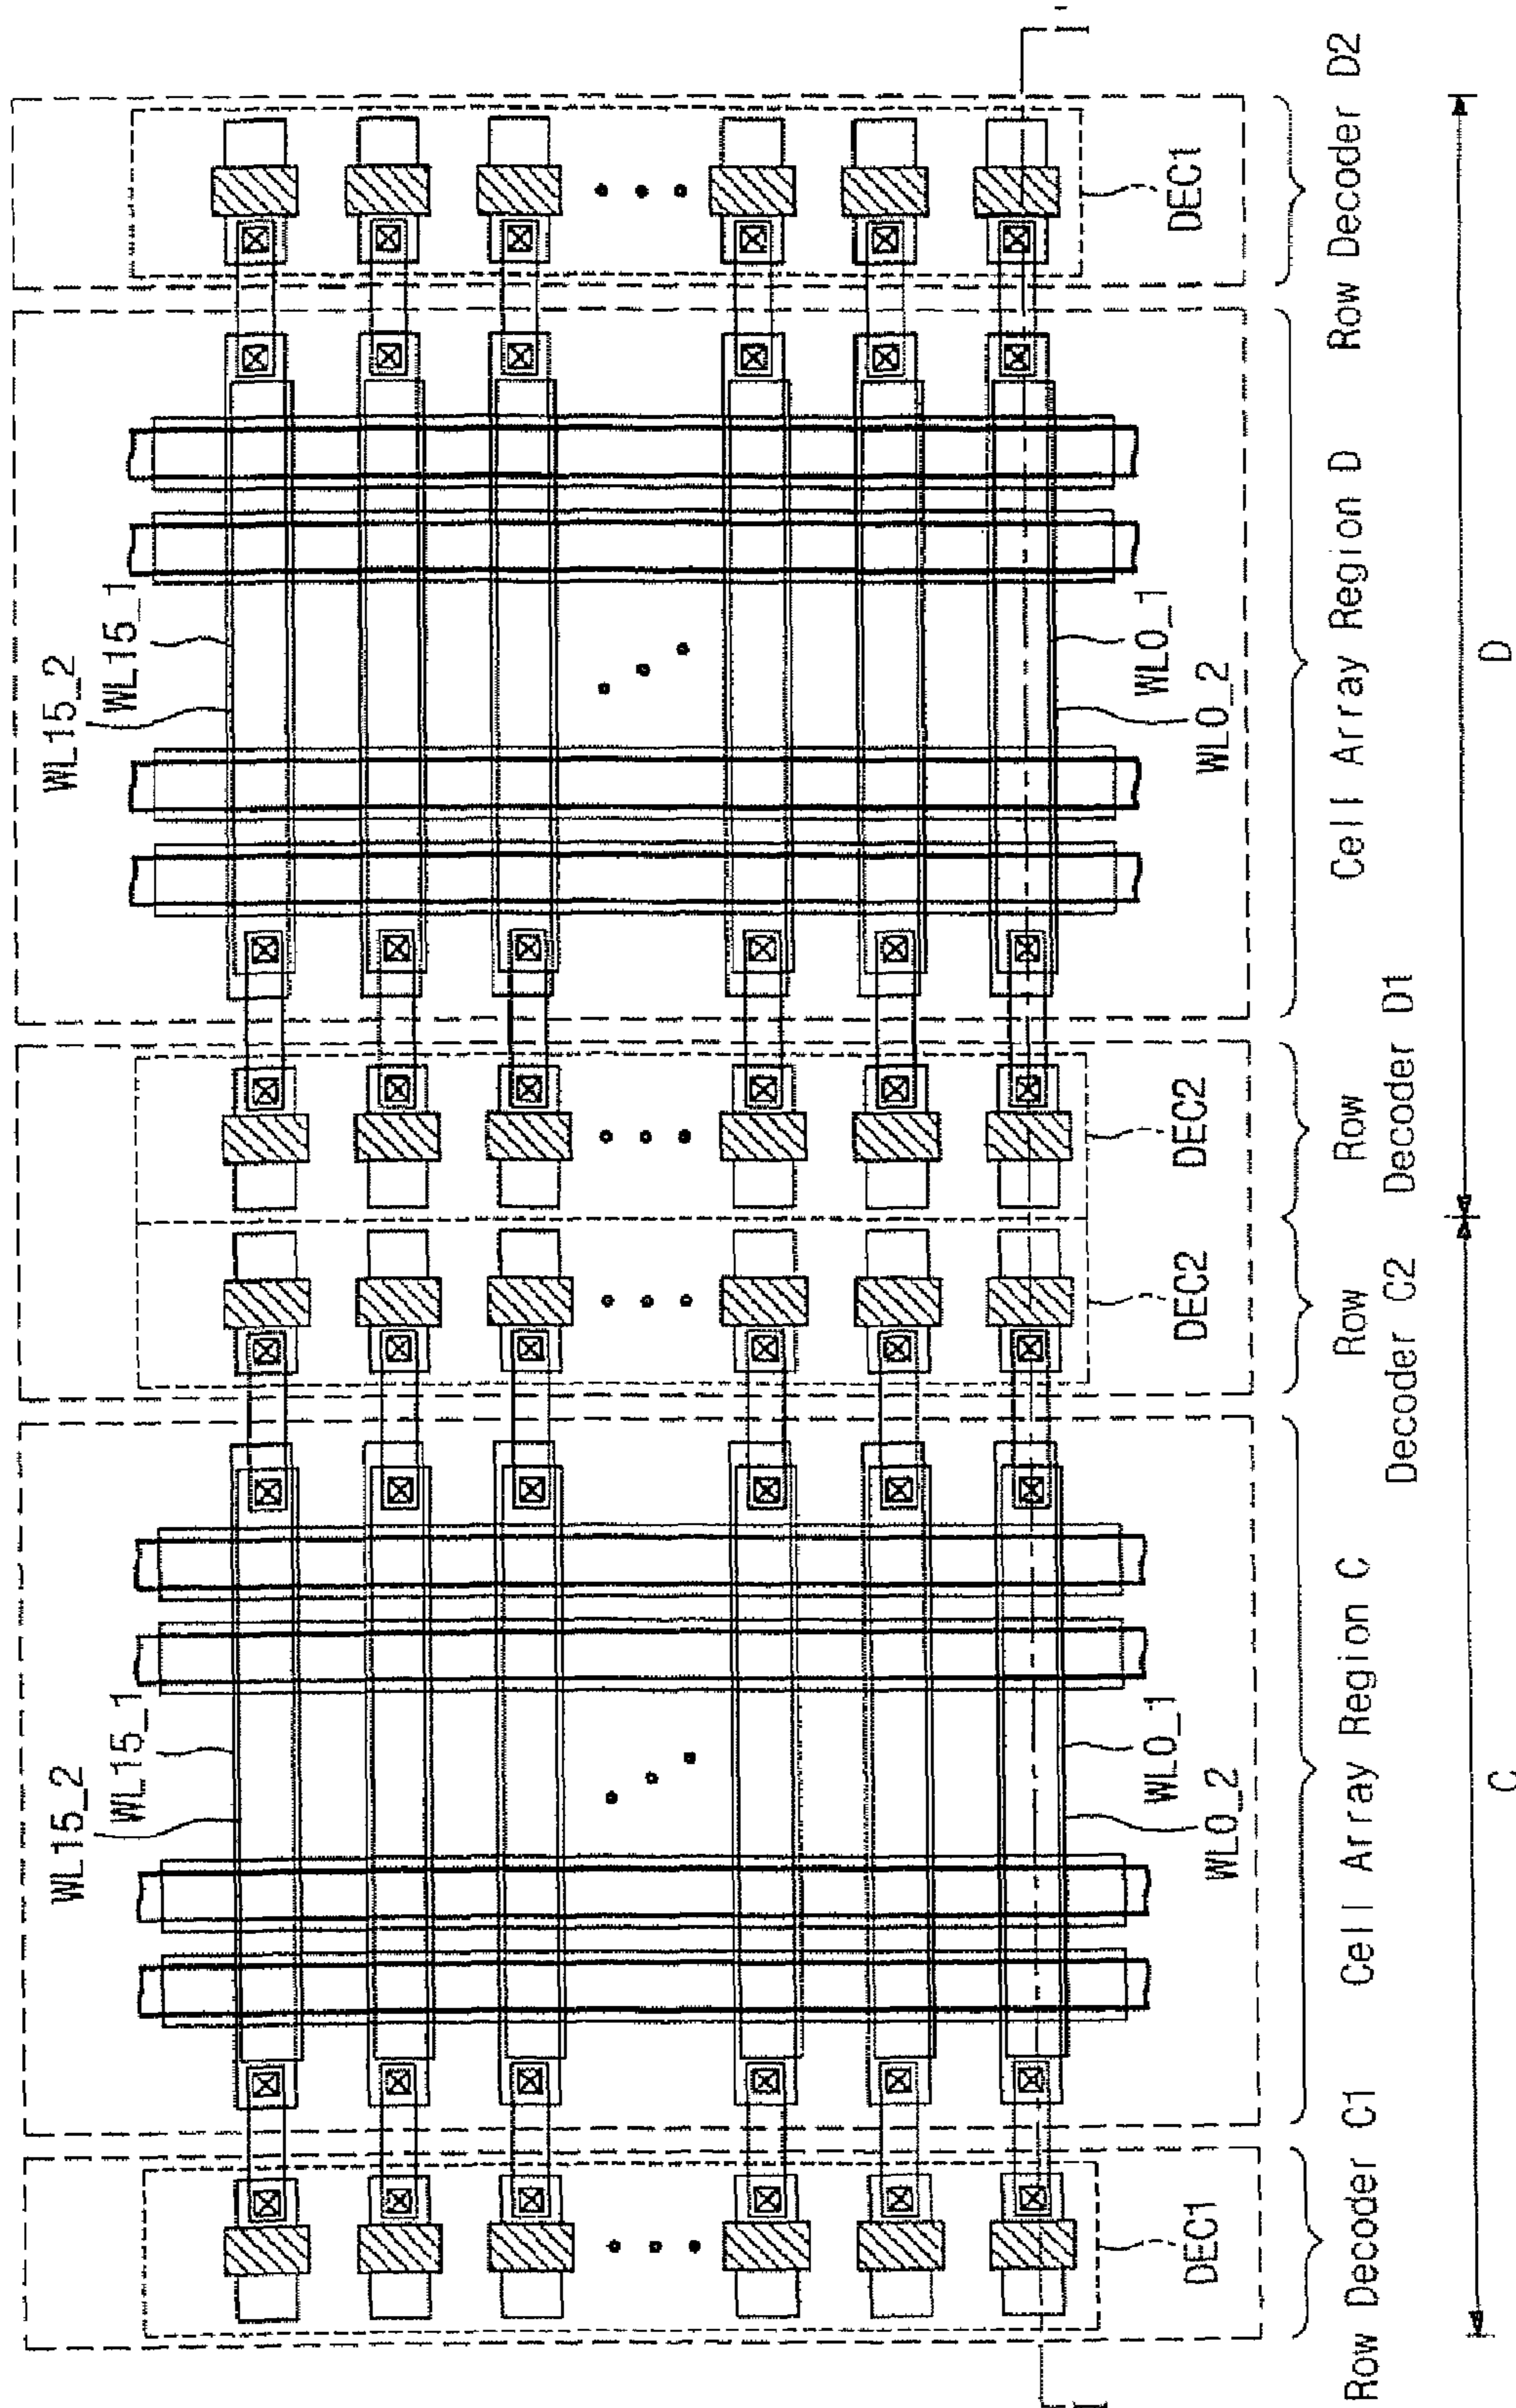 WL15_2
WL15_1
WL15_2
WL15_1
WL0_1
WL0_2
WL0_1
WL0_2
DEC1
DEC2
DEC2
DEC1
Row Decoder C1
Cell Array Region C
Row
Decoder C2
Row
Decoder D1
Cell Array Region D
Row Decoder D2
C
D